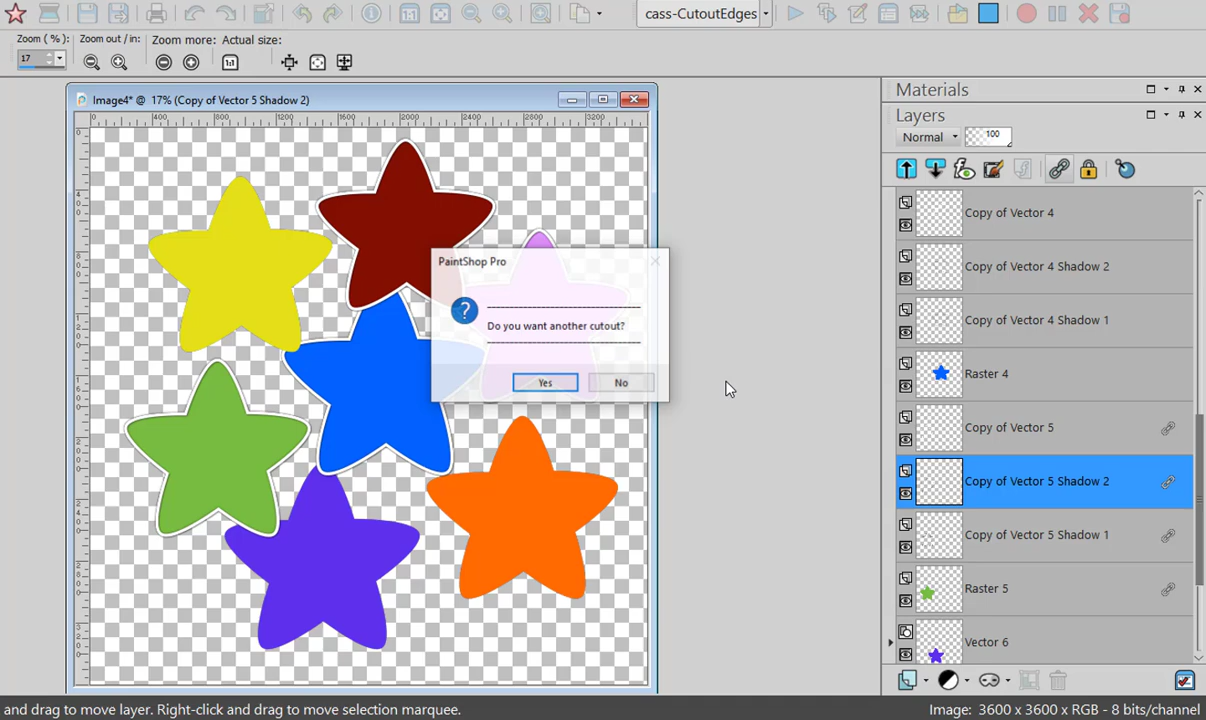 cass-CutoutEdges
Zoom (%):
Zoom out / in:
Zoom more:
Actual size:
17
1:1
Image4* @ 17% (Copy of Vector 5 Shadow 2)
PaintShop Pro
Do you want another cutout?
Yes
No
Materials
Layers
Normal
100
Copy of Vector 4
Copy of Vector 4 Shadow 2
Copy of Vector 4 Shadow 1
Raster 4
Copy of Vector 5
Copy of Vector 5 Shadow 2
Copy of Vector 5 Shadow 1
Raster 5
Vector 6
and drag to move layer. Right-click and drag to move selection marquee.
Image: 3600 x 3600 x RGB - 8 bits/channel